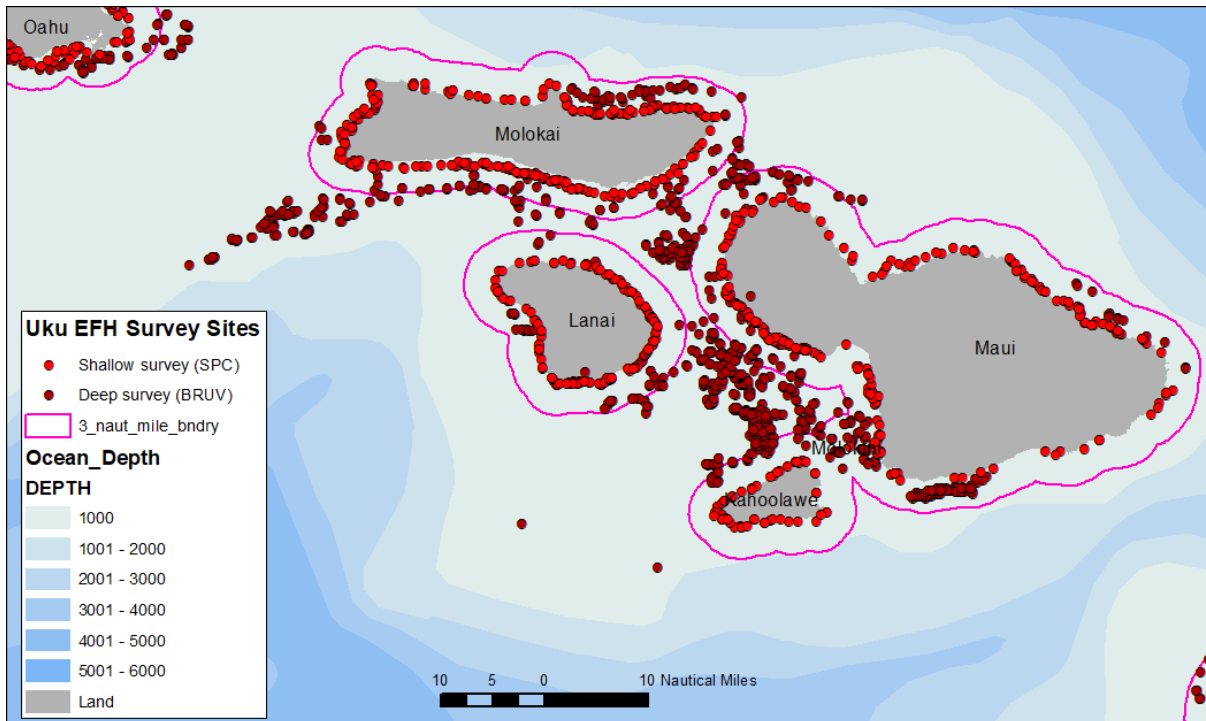 Oahu
Molokai
Lanai
Maui
Molokini
Kahoolawe
Uku EFH Survey Sites
Shallow survey (SPC)
Deep survey (BRUV)
3_naut_mile_bndry
Ocean_Depth
DEPTH
1000
1001 - 2000
2001 - 3000
3001 - 4000
4001 - 5000
5001 - 6000
Land
10 5 0 10 Nautical Miles